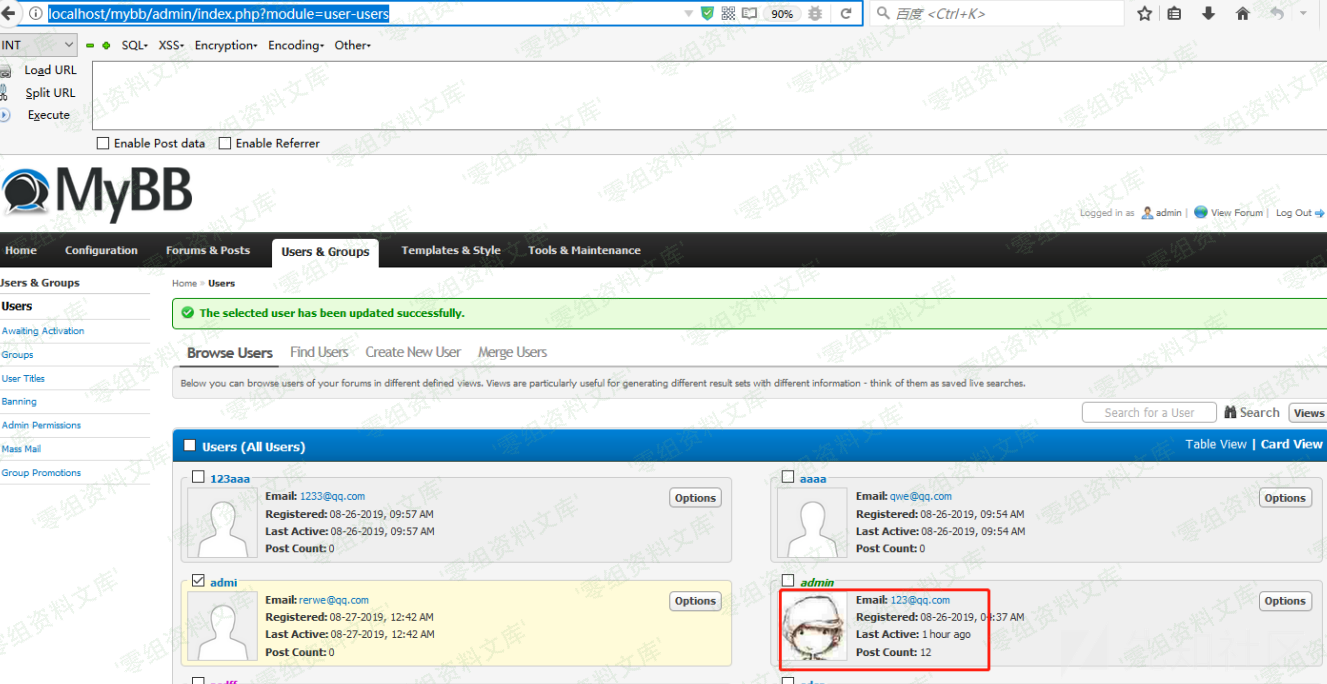 localhost/mybb/admin/index.php?module=user-users
90%
百度 <Ctrl+K>
INT
SQL
XSS
Encryption
Encoding
Other
Load URL
Split URL
Execute
Enable Post data
Enable Referrer
MyBB
Logged in as admin | View Forum | Log Out
Home
Configuration
Forums & Posts
Users & Groups
Templates & Style
Tools & Maintenance
Users & Groups
Users
Awaiting Activation
Groups
User Titles
Banning
Admin Permissions
Mass Mail
Group Promotions
Home » Users
The selected user has been updated successfully.
Browse Users
Find Users
Create New User
Merge Users
Below you can browse users of your forums in different defined views. Views are particularly useful for generating different result sets with different information - think of them as saved live searches.
Search for a User
Search
Views
Users (All Users)
Table View | Card View
123aaa
Email: 1233@qq.com
Registered: 08-26-2019, 09:57 AM
Last Active: 08-26-2019, 09:57 AM
Post Count: 0
Options
aaaa
Email: qwe@qq.com
Registered: 08-26-2019, 09:54 AM
Last Active: 08-26-2019, 09:54 AM
Post Count: 0
Options
admi
Email: rerwe@qq.com
Registered: 08-27-2019, 12:42 AM
Last Active: 08-27-2019, 12:42 AM
Post Count: 0
Options
admin
Email: 123@qq.com
Registered: 08-26-2019, 04:37 AM
Last Active: 1 hour ago
Post Count: 12
Options
零组资料文库